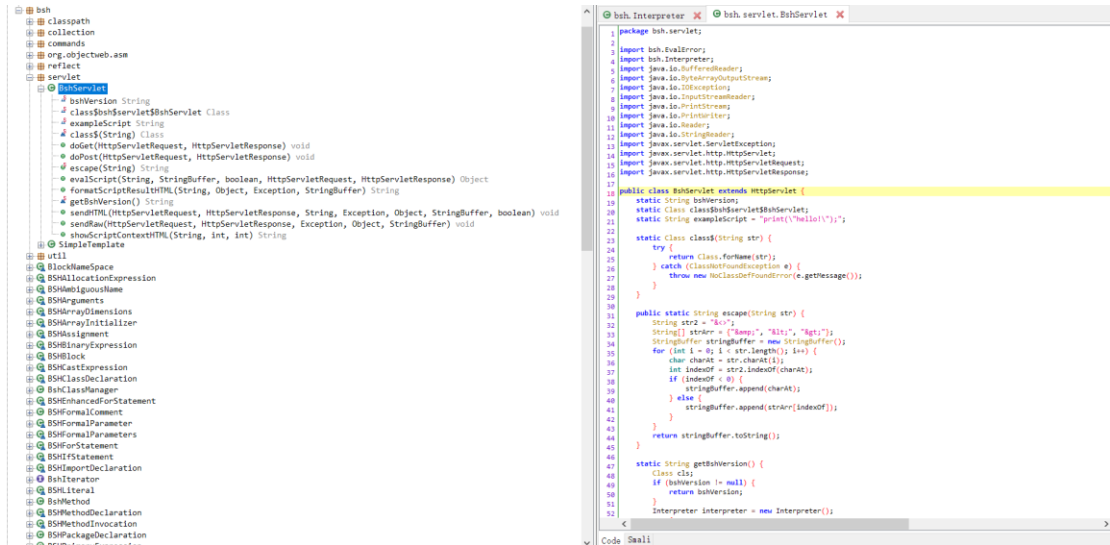 bsh
classpath
collection
commands
org.objectweb.asm
reflect
servlet
BshServlet
bshVersion String
class$bsh$servlet$BshServlet Class
exampleScript String
class$(String) Class
doGet(HttpServletRequest, HttpServletResponse) void
doPost(HttpServletRequest, HttpServletResponse) void
escape(String) String
evalScript(String, StringBuffer, boolean, HttpServletRequest, HttpServletResponse) Object
formatScriptResultHTML(String, Object, Exception, StringBuffer) String
getBshVersion() String
sendHTML(HttpServletRequest, HttpServletResponse, String, Exception, Object, StringBuffer, boolean) void
sendRaw(HttpServletRequest, HttpServletResponse, Exception, Object, StringBuffer) void
showScriptContextHTML(String, int, int) String
SimpleTemplate
util
BlockNameSpace
BSHAllocationExpression
BSHAmbiguousName
BSHArguments
BSHArrayDimensions
BSHArrayInitializer
BSHAssignment
BSHBinaryExpression
BSHBlock
BSHCastExpression
BSHClassDeclaration
BshClassManager
BSHEnhancedForStatement
BSHFormalComment
BSHFormalParameter
BSHFormalParameters
BSHForStatement
BSHIfStatement
BSHImportDeclaration
BshIterator
BSHLiteral
BshMethod
BSHMethodDeclaration
BSHMethodInvocation
BSHPackageDeclaration
bsh.Interpreter bsh.servlet.BshServlet
1 package bsh.servlet;
2
3 import bsh.EvalError;
4 import bsh.Interpreter;
5 import java.io.BufferedReader;
6 import java.io.ByteArrayOutputStream;
7 import java.io.IOException;
8 import java.io.InputStreamReader;
9 import java.io.PrintStream;
10 import java.io.PrintWriter;
11 import java.io.Reader;
12 import java.io.StringReader;
13 import javax.servlet.ServletException;
14 import javax.servlet.http.HttpServlet;
15 import javax.servlet.http.HttpServletRequest;
16 import javax.servlet.http.HttpServletResponse;
17
18 public class BshServlet extends HttpServlet {
19 static String bshVersion;
20 static Class class$bsh$servlet$BshServlet;
21 static String exampleScript = "print(\"hello!\");";
22
23 static Class class$(String str) {
24 try {
25 return Class.forName(str);
26 } catch (ClassNotFoundException e) {
27 throw new NoClassDefFoundError(e.getMessage());
28 }
29 }
30
31 public static String escape(String str) {
32 String str2 = "&<>";
33 String[] strArr = {"&amp;", "&lt;", "&gt;"};
34 StringBuffer stringBuffer = new StringBuffer();
35 for (int i = 0; i < str.length(); i++) {
36 char charAt = str.charAt(i);
37 int indexOf = str2.indexOf(charAt);
38 if (indexOf < 0) {
39 stringBuffer.append(charAt);
40 } else {
41 stringBuffer.append(strArr[indexOf]);
42 }
43 }
44 return stringBuffer.toString();
45 }
46
47 static String getBshVersion() {
48 Class cls;
49 if (bshVersion != null) {
50 return bshVersion;
51 }
52 Interpreter interpreter = new Interpreter();
Code Smali